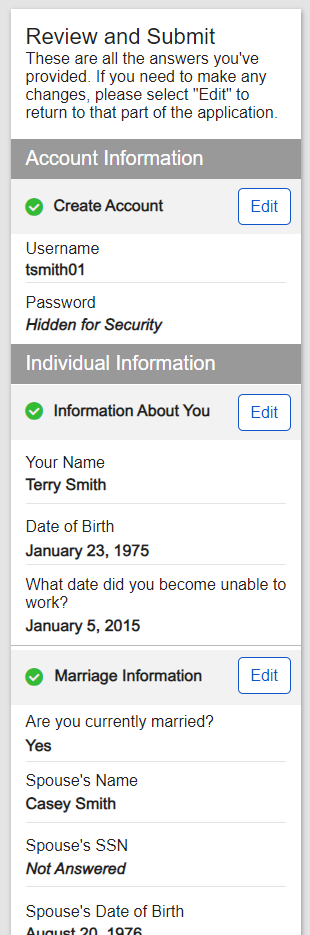 Review and Submit
These are all the answers you've
provided. If you need to make any
changes, please select "Edit" to
return to that part of the application.
Account Information
Create Account
Edit
Username
tsmith01
Password
Hidden for Security
Individual Information
Information About You
Edit
Your Name
Terry Smith
Date of Birth
January 23, 1975
What date did you become unable to
work?
January 5, 2015
Marriage Information
Edit
Are you currently married?
Yes
Spouse's Name
Casey Smith
Spouse's SSN
Not Answered
Spouse's Date of Birth
August 20, 1976